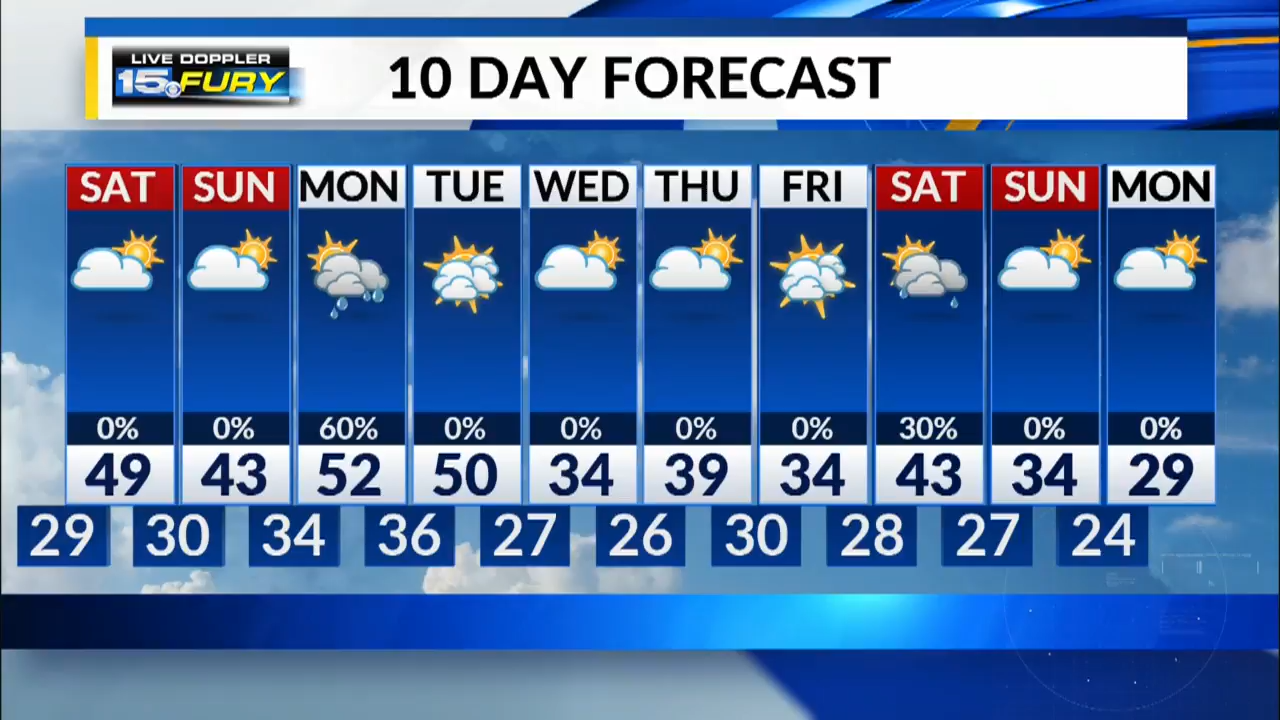 LIVE DOPPLER
15 FURY
10 DAY FORECAST
SAT SUN MON TUE WED THU FRI SAT SUN MON
0% 0% 60% 0% 0% 0% 0% 30% 0% 0%
49 43 52 50 34 39 34 43 34 29
29 30 34 36 27 26 30 28 27 24